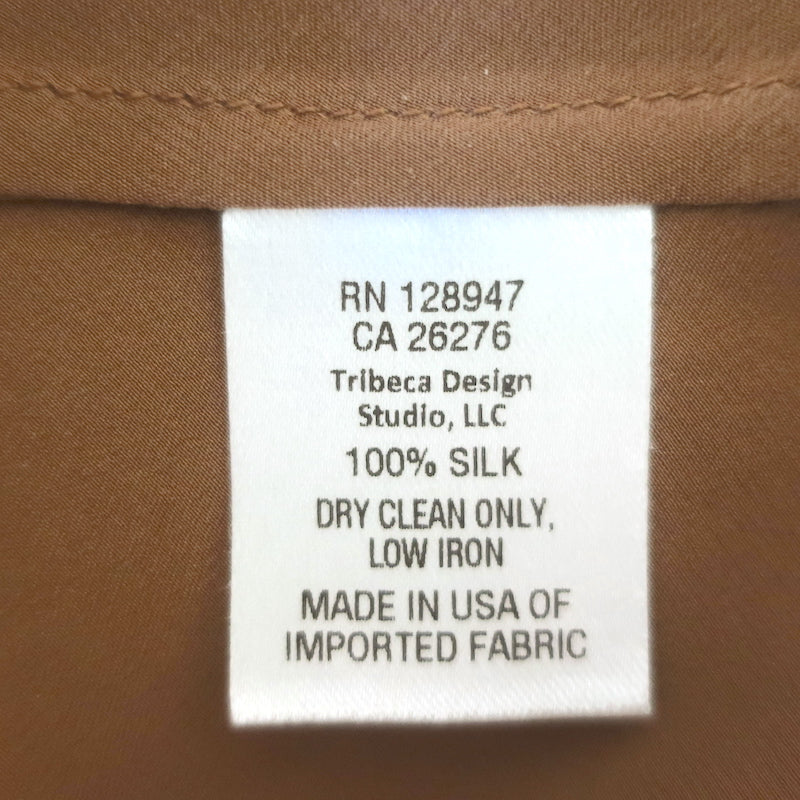 RN 128947
CA 26276
Tribeca Design
Studio, LLC
100% SILK
DRY CLEAN ONLY,
LOW IRON
MADE IN USA OF
IMPORTED FABRIC